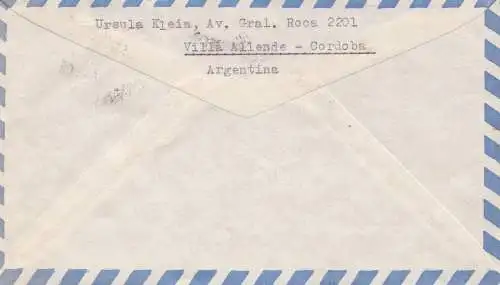 Ursula Klein, Av. Gral. Roca 2201
Villa Allende - Cordoba
Argentina